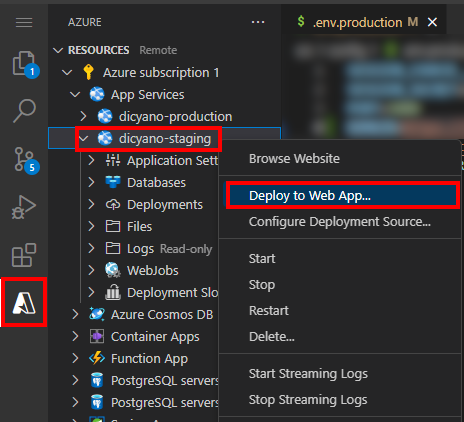 AZURE
.env.production M
RESOURCES Remote
Azure subscription 1
App Services
dicyano-production
dicyano-staging
Application Sett
Databases
Deployments
Files
Logs Read-only
WebJobs
Deployment Slo
Azure Cosmos DB
Container Apps
Function App
PostgreSQL servers
PostgreSQL servers
1
5
Browse Website
Deploy to Web App...
Configure Deployment Source...
Start
Stop
Restart
Delete...
Start Streaming Logs
Stop Streaming Logs